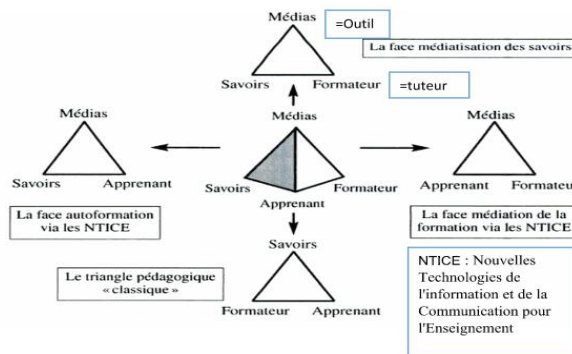 Médias
=Outil
La face médiatisation des savoirs
Savoirs
Formateur
=tuteur
Médias
Médias
Médias
Savoirs
Apprenant
Savoirs
Formateur
Apprenant
Apprenant
Formateur
La face autoformation
via les NTICE
La face médiation de la
formation via les NTICE
Savoirs
Le triangle pédagogique
« classique »
Formateur
Apprenant
NTICE : Nouvelles
Technologies de
l'information et de la
Communication pour
l'Enseignement